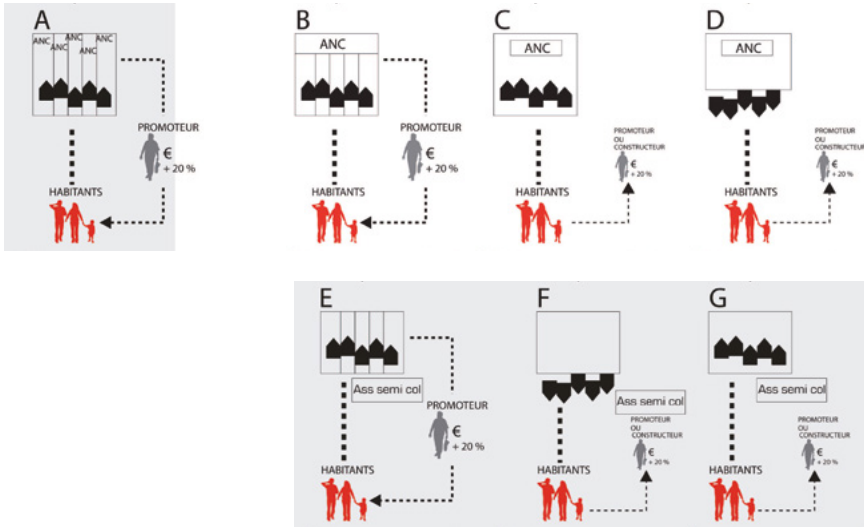 A
ANC
ANC
ANC
ANC
ANC
PROMOTEUR
€
+ 20 %
HABITANTS
B
ANC
PROMOTEUR
€
+ 20 %
HABITANTS
C
ANC
PROMOTEUR
OU
CONSTRUCTEUR
€
+ 20 %
HABITANTS
D
ANC
PROMOTEUR
OU
CONSTRUCTEUR
€
+ 20 %
HABITANTS
E
Ass semi col
PROMOTEUR
€
+ 20 %
HABITANTS
F
Ass semi col
PROMOTEUR
OU
CONSTRUCTEUR
€
+ 20 %
HABITANTS
G
Ass semi col
PROMOTEUR
OU
CONSTRUCTEUR
€
+ 20 %
HABITANTS